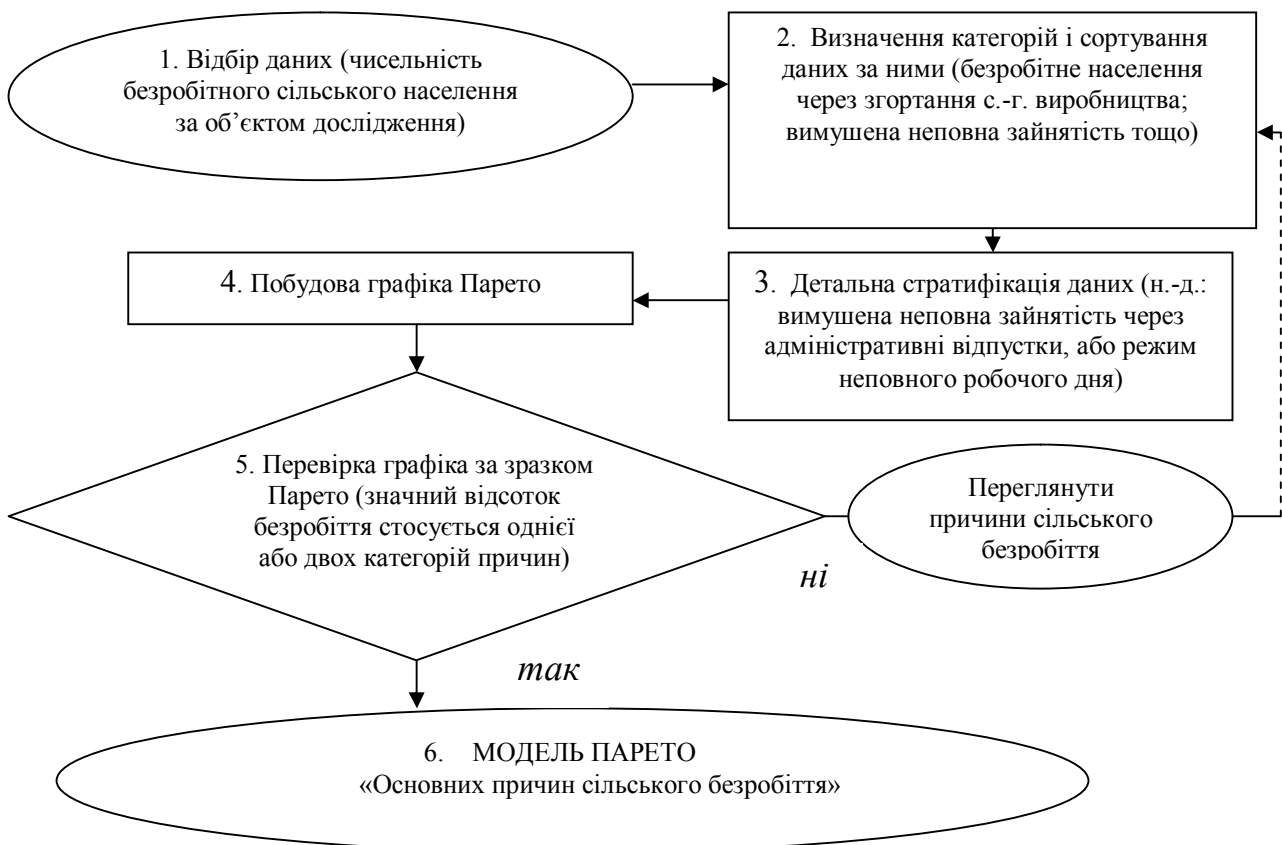 1. Відбір даних (чисельність
безробітного сільського населення
за об’єктом дослідження)
2. Визначення категорій і сортування
даних за ними (безробітне населення
через згортання с.-г. виробництва;
вимушена неповна зайнятість тощо)
3. Детальна стратифікація даних (н.-д.:
вимушена неповна зайнятість через
адміністративні відпустки, або режим
неповного робочого дня)
4. Побудова графіка Парето
5. Перевірка графіка за зразком
Парето (значний відсоток
безробіття стосується однієї
або двох категорій причин)
ні
Переглянути
причини сільського
безробіття
так
6. МОДЕЛЬ ПАРЕТО
«Основних причин сільського безробіття»